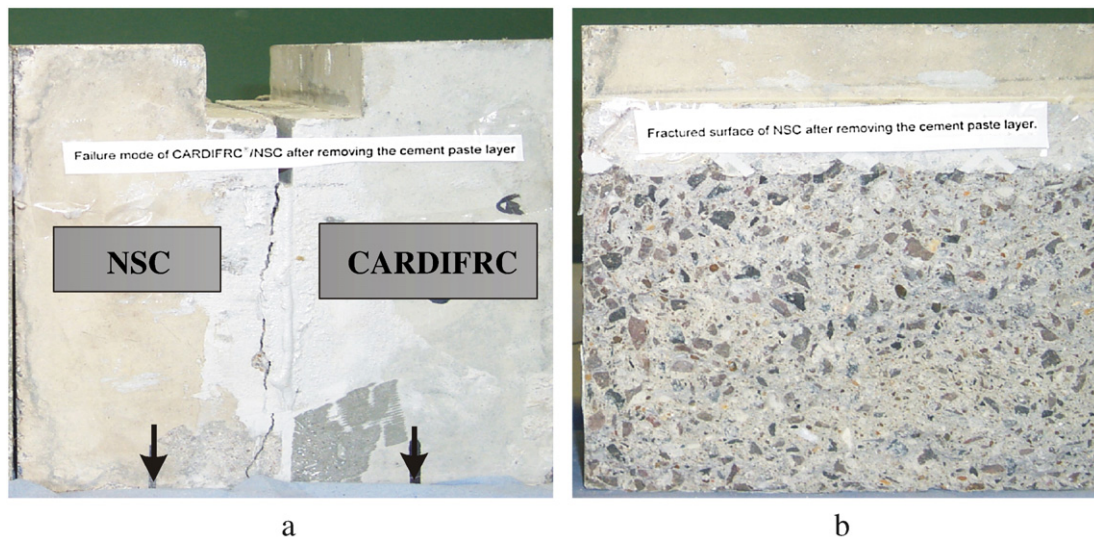 Failure mode of CARDIFRC®/NSC after removing the cement paste layer
NSC
CARDIFRC
a
Fractured surface of NSC after removing the cement paste layer.
b